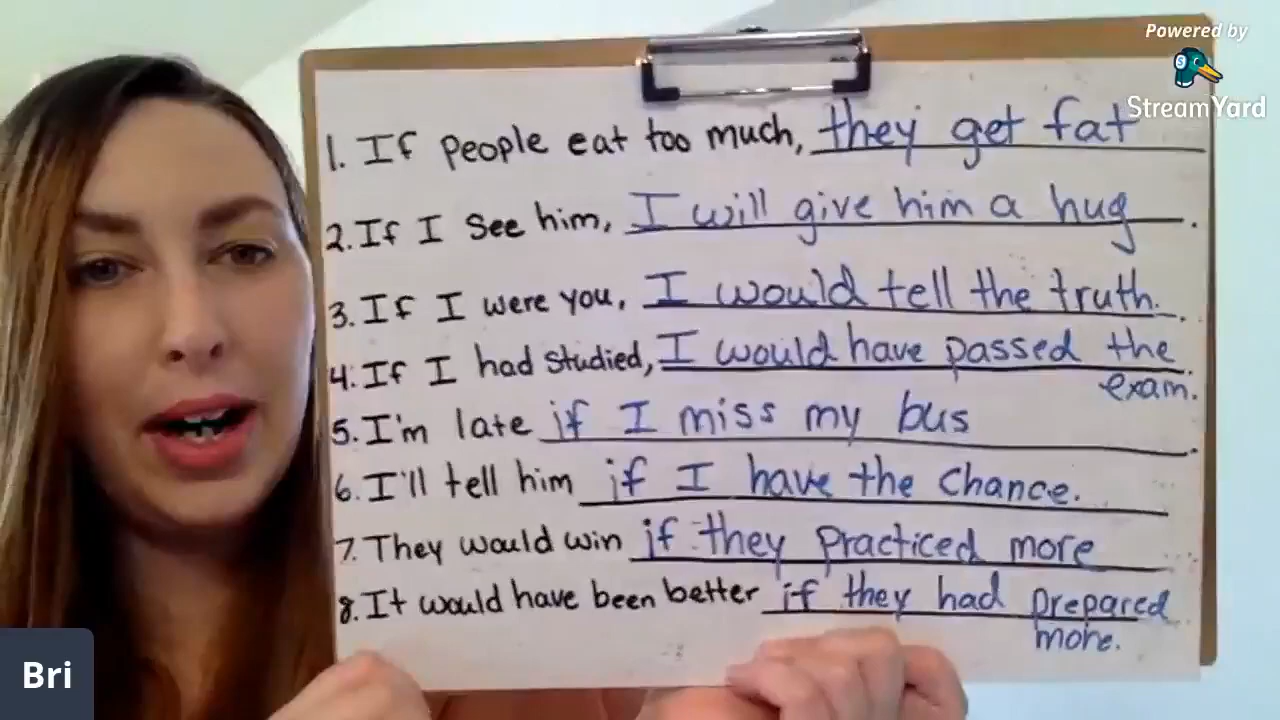 Powered by
StreamYard
1. If people eat too much, they get fat
2. If I see him, I will give him a hug.
3. If I were you, I would tell the truth.
4. If I had studied, I would have passed the
exam.
5. I'm late if I miss my bus.
6. I'll tell him if I have the chance.
7. They would win if they practiced more
8. It would have been better if they had prepared
more.
Bri